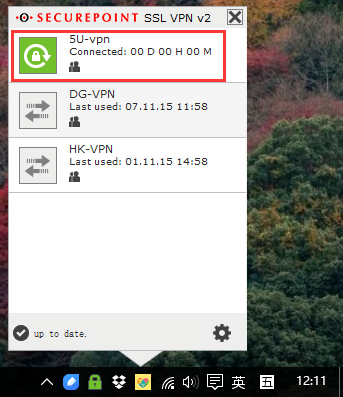 SECUREPOINT SSL VPN v2
5U-vpn
Connected: 00 D 00 H 00 M
DG-VPN
Last used: 07.11.15 11:58
HK-VPN
Last used: 01.11.15 14:58
up to date.
英 五 12:11